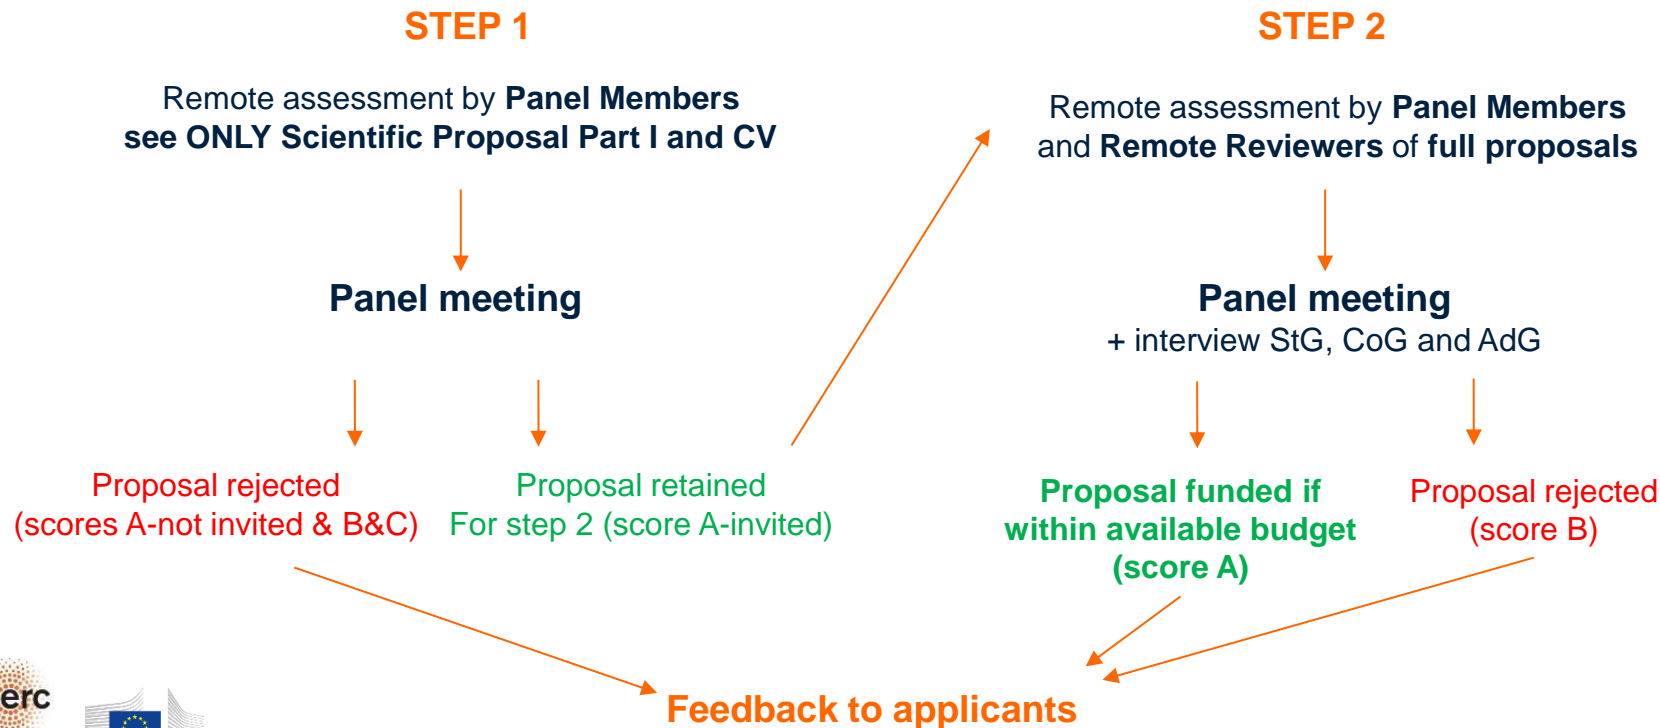 STEP 1
Remote assessment by Panel Members
see ONLY Scientific Proposal Part I and CV
Panel meeting
Proposal rejected
(scores A-not invited & B&C)
Proposal retained
For step 2 (score A-invited)
STEP 2
Remote assessment by Panel Members
and Remote Reviewers of full proposals
Panel meeting
+ interview StG, CoG and AdG
Proposal funded if
within available budget
(score A)
Proposal rejected
(score B)
Feedback to applicants
erc